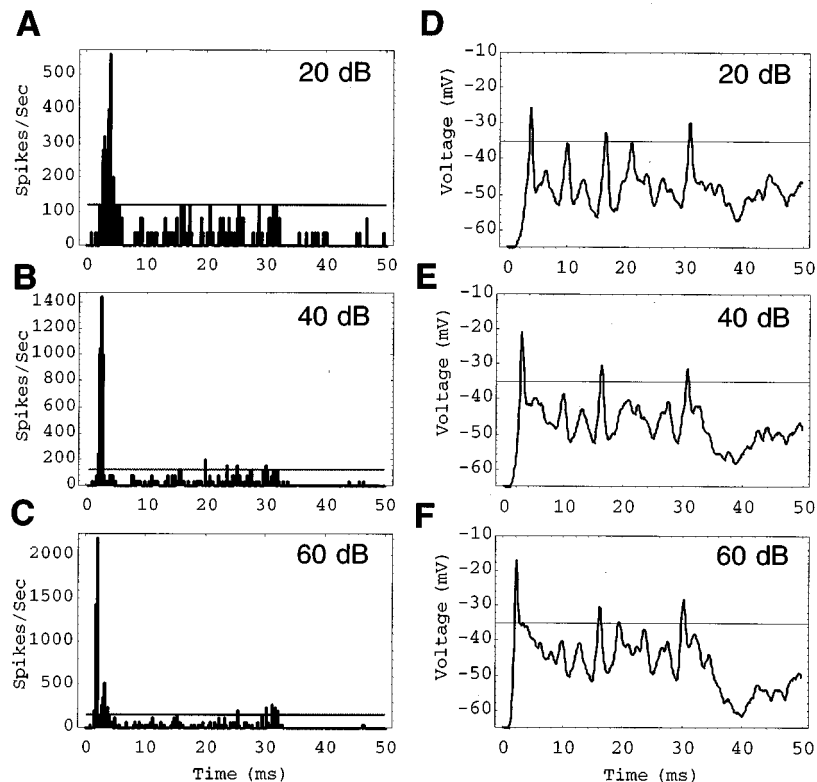 A
20 dB
Spikes/Sec
500
400
300
200
100
0
0 10 20 30 40 50
B
40 dB
Spikes/Sec
1400
1200
1000
800
600
400
200
0
0 10 20 30 40 50
C
60 dB
Spikes/Sec
2000
1500
1000
500
0
0 10 20 30 40 50
Time (ms)
D
20 dB
Voltage (mV)
-10
-20
-30
-40
-50
-60
0 10 20 30 40 50
E
40 dB
Voltage (mV)
-10
-20
-30
-40
-50
-60
0 10 20 30 40 50
F
60 dB
Voltage (mV)
-10
-20
-30
-40
-50
-60
0 10 20 30 40 50
Time (ms)